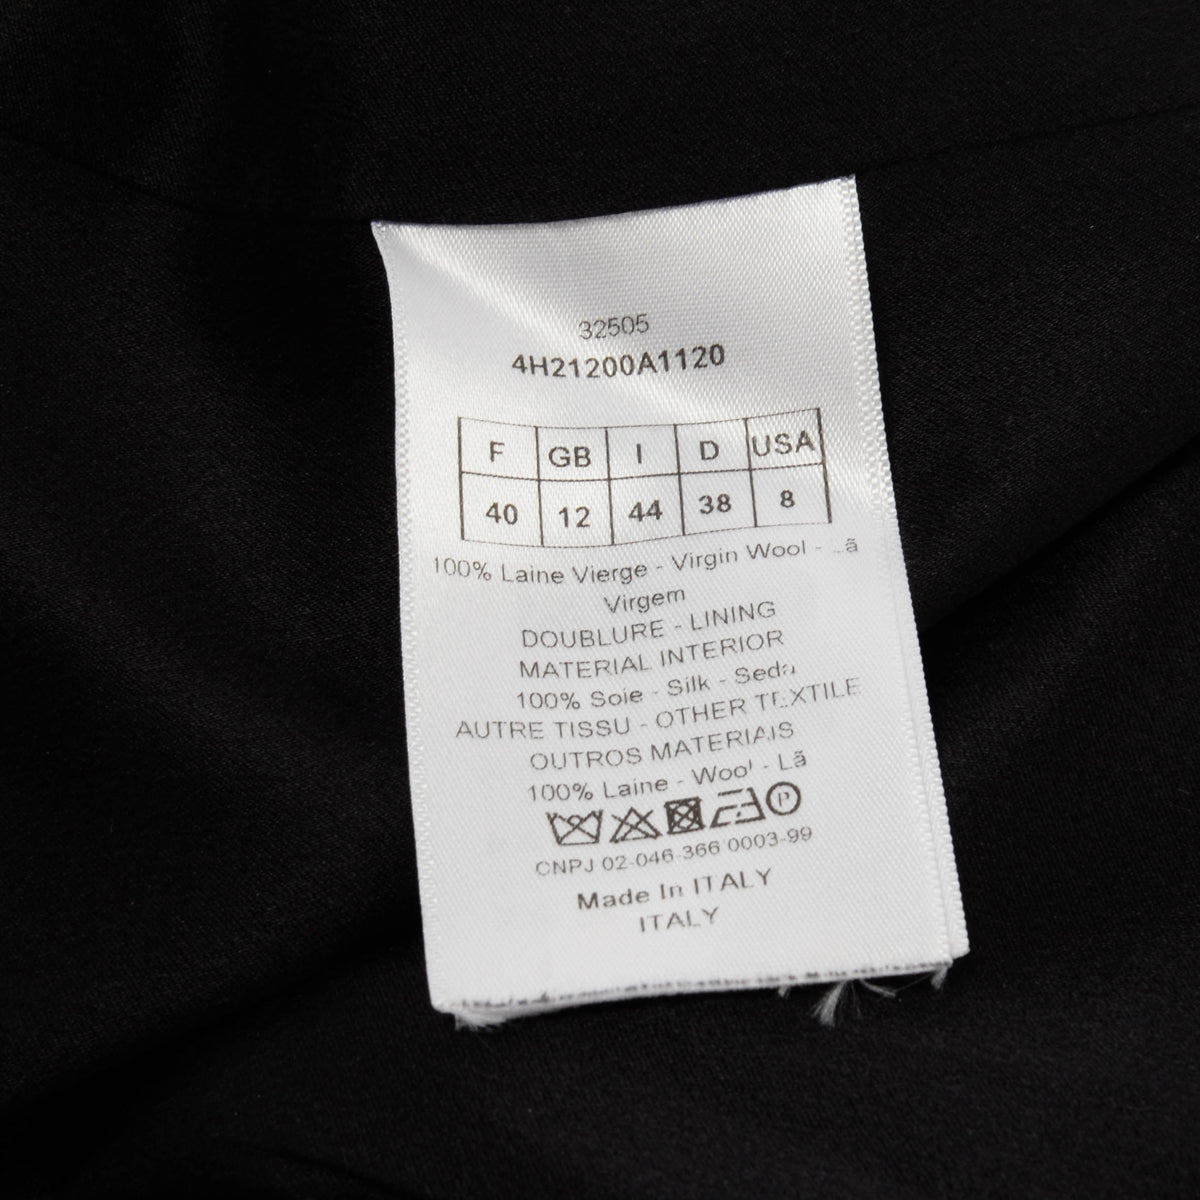 32505
4H21200A1120
F GB I D USA
40 12 44 38 8
100% Laine Vierge - Virgin Wool -
Virgem
DOUBLURE - LINING
MATERIAL INTERIOR
100% Soie - Silk - Seda
AUTRE TISSU - OTHER TEXTILE
OUTROS MATERIAIS
100% Laine - Wool - Lã
P
CNPJ 02-046-366 0003-99
Made In ITALY
ITALY